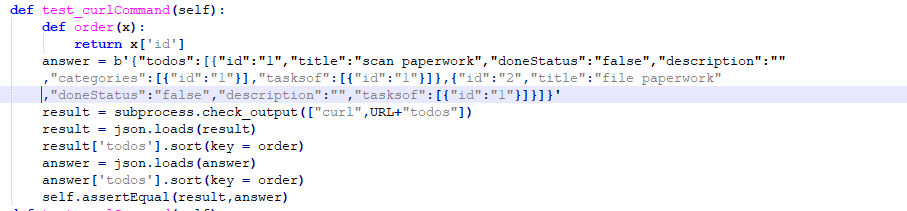 def test_curlCommand(self):
    def order(x):
        return x['id']
    answer = b'{"todos":[{"id":"1","title":"scan paperwork","doneStatus":"false","description":""
    ,"categories":[{"id":"1"}],"tasksof":[{"id":"1"}]},{"id":"2","title":"file paperwork"
    ,"doneStatus":"false","description":"","tasksof":[{"id":"1"}]}]}'
    result = subprocess.check_output(["curl",URL+"todos"])
    result = json.loads(result)
    result['todos'].sort(key = order)
    answer = json.loads(answer)
    answer['todos'].sort(key = order)
    self.assertEqual(result,answer)